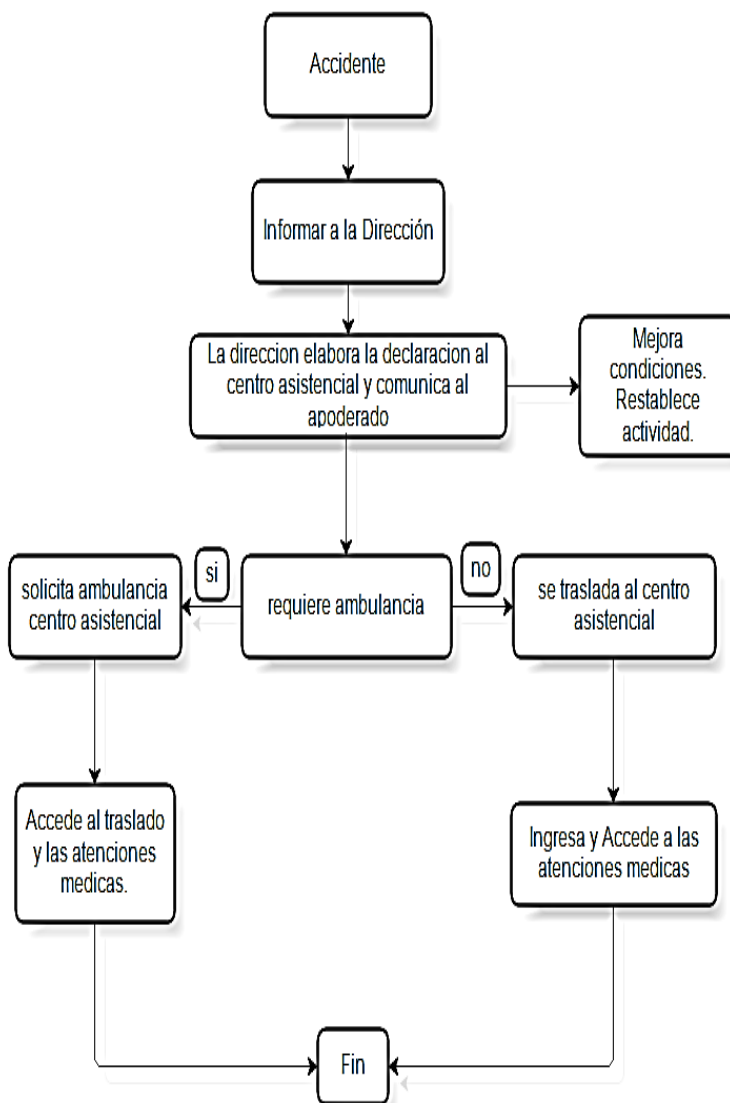 Accidente
Informar a la Dirección
La direccion elabora la declaracion al
centro asistencial y comunica al
apoderado
Mejora
condiciones.
Restablece
actividad.
si
no
solicita ambulancia
centro asistencial
requiere ambulancia
se traslada al centro
asistencial
Accede al traslado
y las atenciones
medicas.
Ingresa y Accede a las
atenciones medicas
Fin